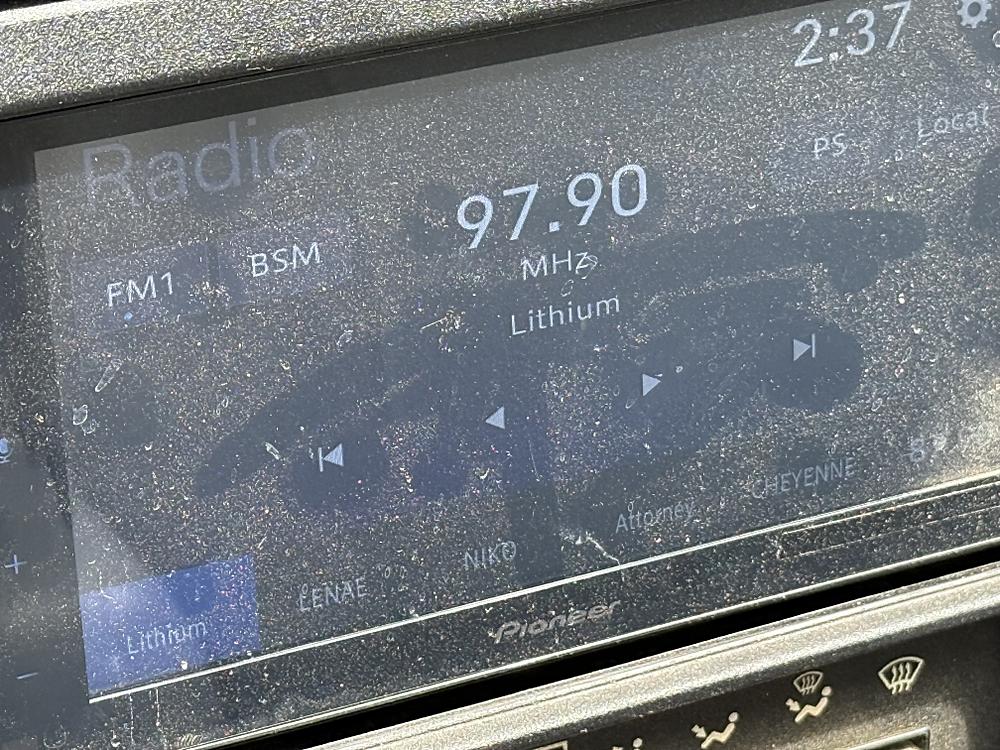 2:37
Radio
PS
Local
97.90
MHz
FM1
BSM
Lithium
Lithium
LENAE
NIKO
Attorney
CHEYENNE
Pioneer